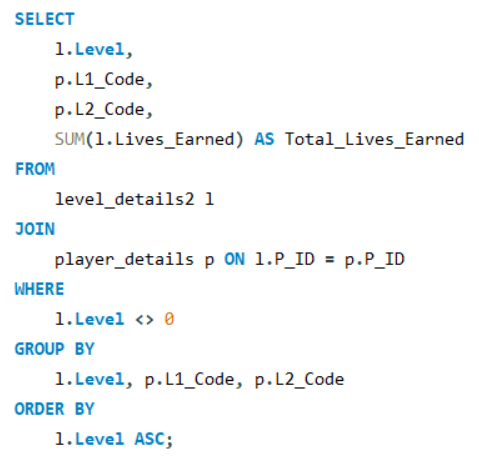 SELECT
l.Level,
p.L1_Code,
p.L2_Code,
SUM(l.Lives_Earned) AS Total_Lives_Earned
FROM
level_details2 l
JOIN
player_details p ON l.P_ID = p.P_ID
WHERE
l.Level <> 0
GROUP BY
l.Level, p.L1_Code, p.L2_Code
ORDER BY
l.Level ASC;